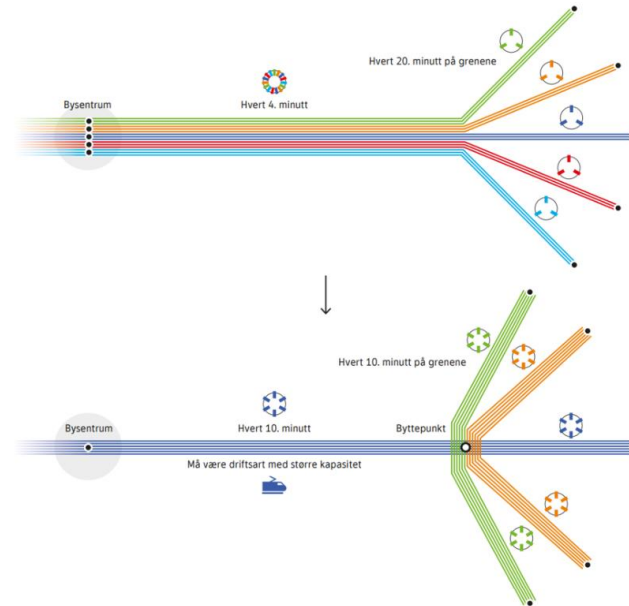 Hvert 20. minutt på grenene
Bysentrum
Hvert 4. minutt
Hvert 10. minutt på grenene
Bysentrum
Hvert 10. minutt
Byttepunkt
Må være driftsart med større kapasitet